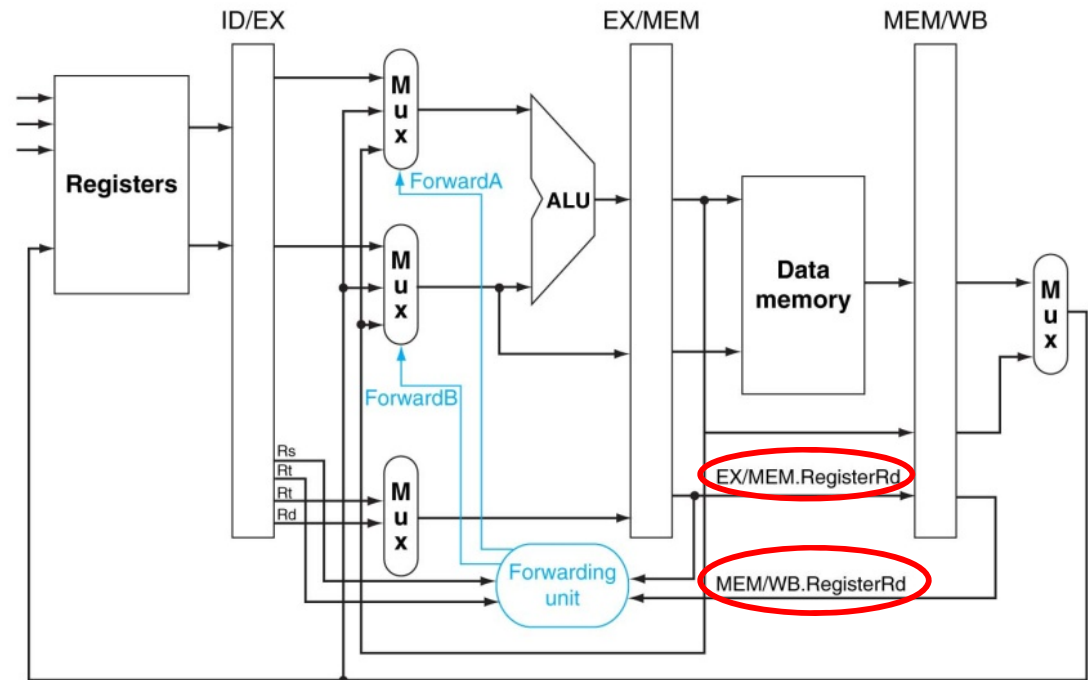 ID/EX
EX/MEM
MEM/WB
Registers
M
u
x
ForwardA
ALU
M
u
x
ForwardB
Data
memory
M
u
x
Rs
Rt
Rt
Rd
M
u
x
EX/MEM.RegisterRd
Forwarding
unit
MEM/WB.RegisterRd